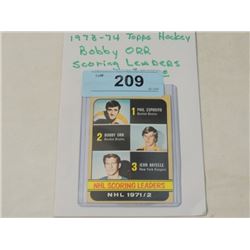 1973-74 Topps Hockey
Bobby ORR
Scoring Leaders
LOT
209
1 PHIL ESPOSITO
Boston Bruins
2 BOBBY ORR
Boston Bruins
3 JEAN RATELLE
New York Rangers
NHL SCORING LEADERS
NHL 1971/2